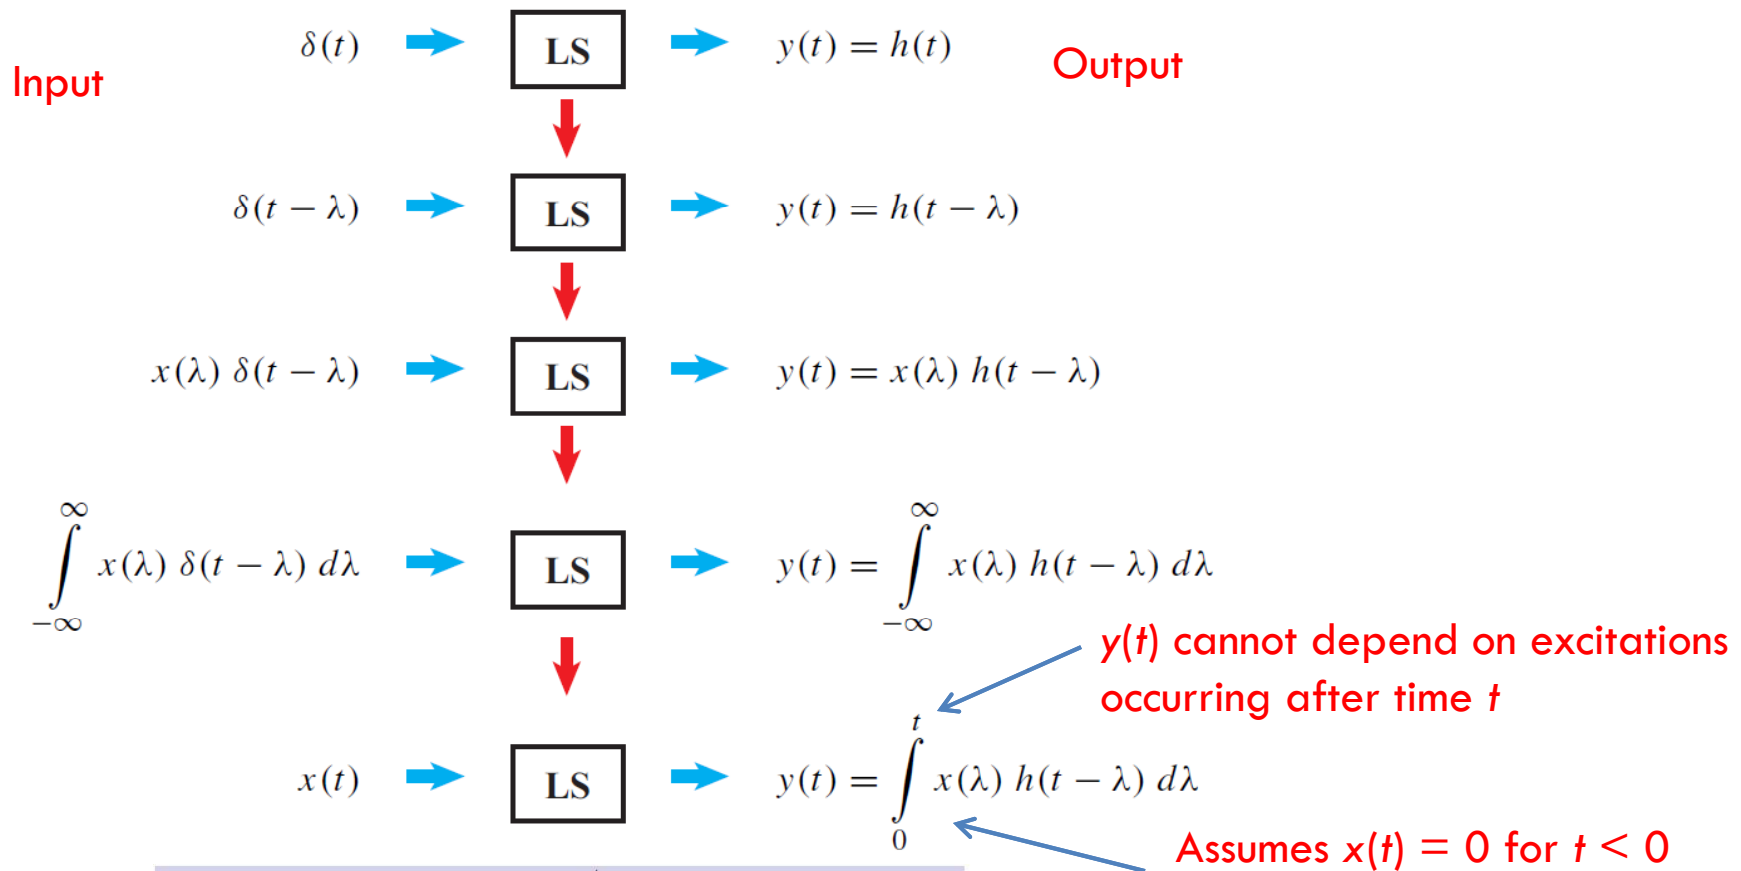 δ(t) LS y(t) = h(t)
Input Output
δ(t − λ) LS y(t) = h(t − λ)
x(λ) δ(t − λ) LS y(t) = x(λ) h(t − λ)
∞ ∞
∫ x(λ) δ(t − λ) dλ LS y(t) = ∫ x(λ) h(t − λ) dλ
−∞ −∞
y(t) cannot depend on excitations
occurring after time t
t
x(t) LS y(t) = ∫ x(λ) h(t − λ) dλ
0
Assumes x(t) = 0 for t < 0